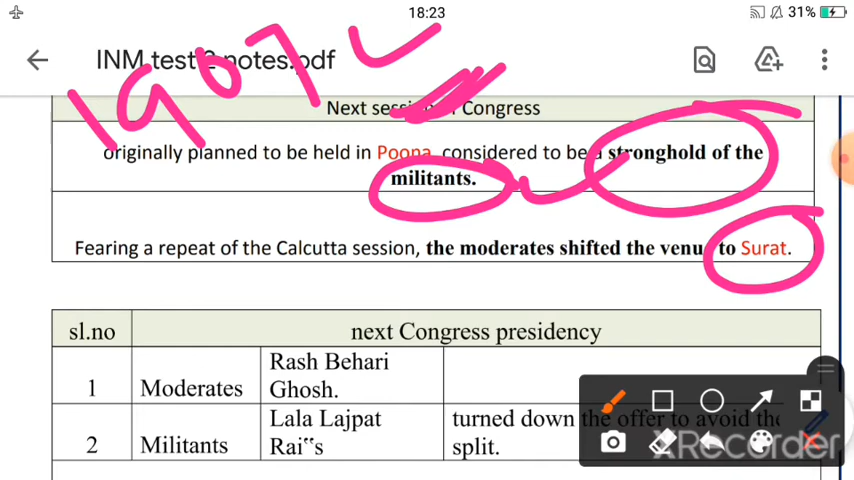 18:23
31%
INM test 2 notes.pdf
1907
Next session of Congress
originally planned to be held in Poona, considered to be a stronghold of the
militants.
Fearing a repeat of the Calcutta session, the moderates shifted the venue to Surat.
sl.no next Congress presidency
1 Moderates Rash Behari Ghosh.
2 Militants Lala Lajpat Rai‟‟s turned down the offer to avoid the split.
XRecorder